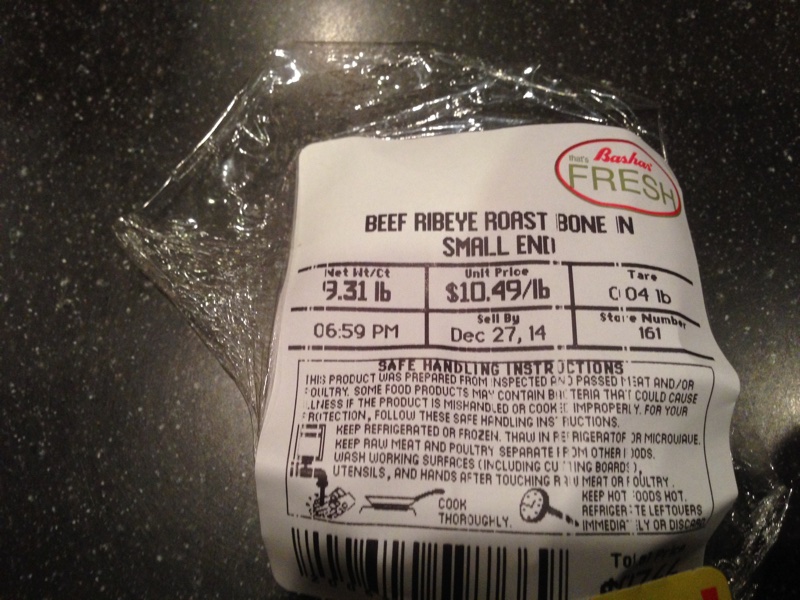 that's
Bashas'
FRESH
BEEF RIBEYE ROAST BONE IN
SMALL END
Net Wt/Ct
9.31 lb
Unit Price
$10.49/lb
Tare
0.04 lb
06:59 PM
Sell By
Dec 27, 14
Store Number
161
SAFE HANDLING INSTRUCTIONS
THIS PRODUCT WAS PREPARED FROM INSPECTED AND PASSED MEAT AND/OR
POULTRY. SOME FOOD PRODUCTS MAY CONTAIN BACTERIA THAT COULD CAUSE
ILLNESS IF THE PRODUCT IS MISHANDLED OR COOKED IMPROPERLY. FOR YOUR
PROTECTION, FOLLOW THESE SAFE HANDLING INSTRUCTIONS.
KEEP REFRIGERATED OR FROZEN. THAW IN REFRIGERATOR OR MICROWAVE.
KEEP RAW MEAT AND POULTRY SEPARATE FROM OTHER FOODS.
WASH WORKING SURFACES (INCLUDING CUTTING BOARDS),
UTENSILS, AND HANDS AFTER TOUCHING RAW MEAT OR POULTRY.
COOK
THOROUGHLY.
KEEP HOT FOODS HOT.
REFRIGERATE LEFTOVERS
IMMEDIATELY OR DISCARD